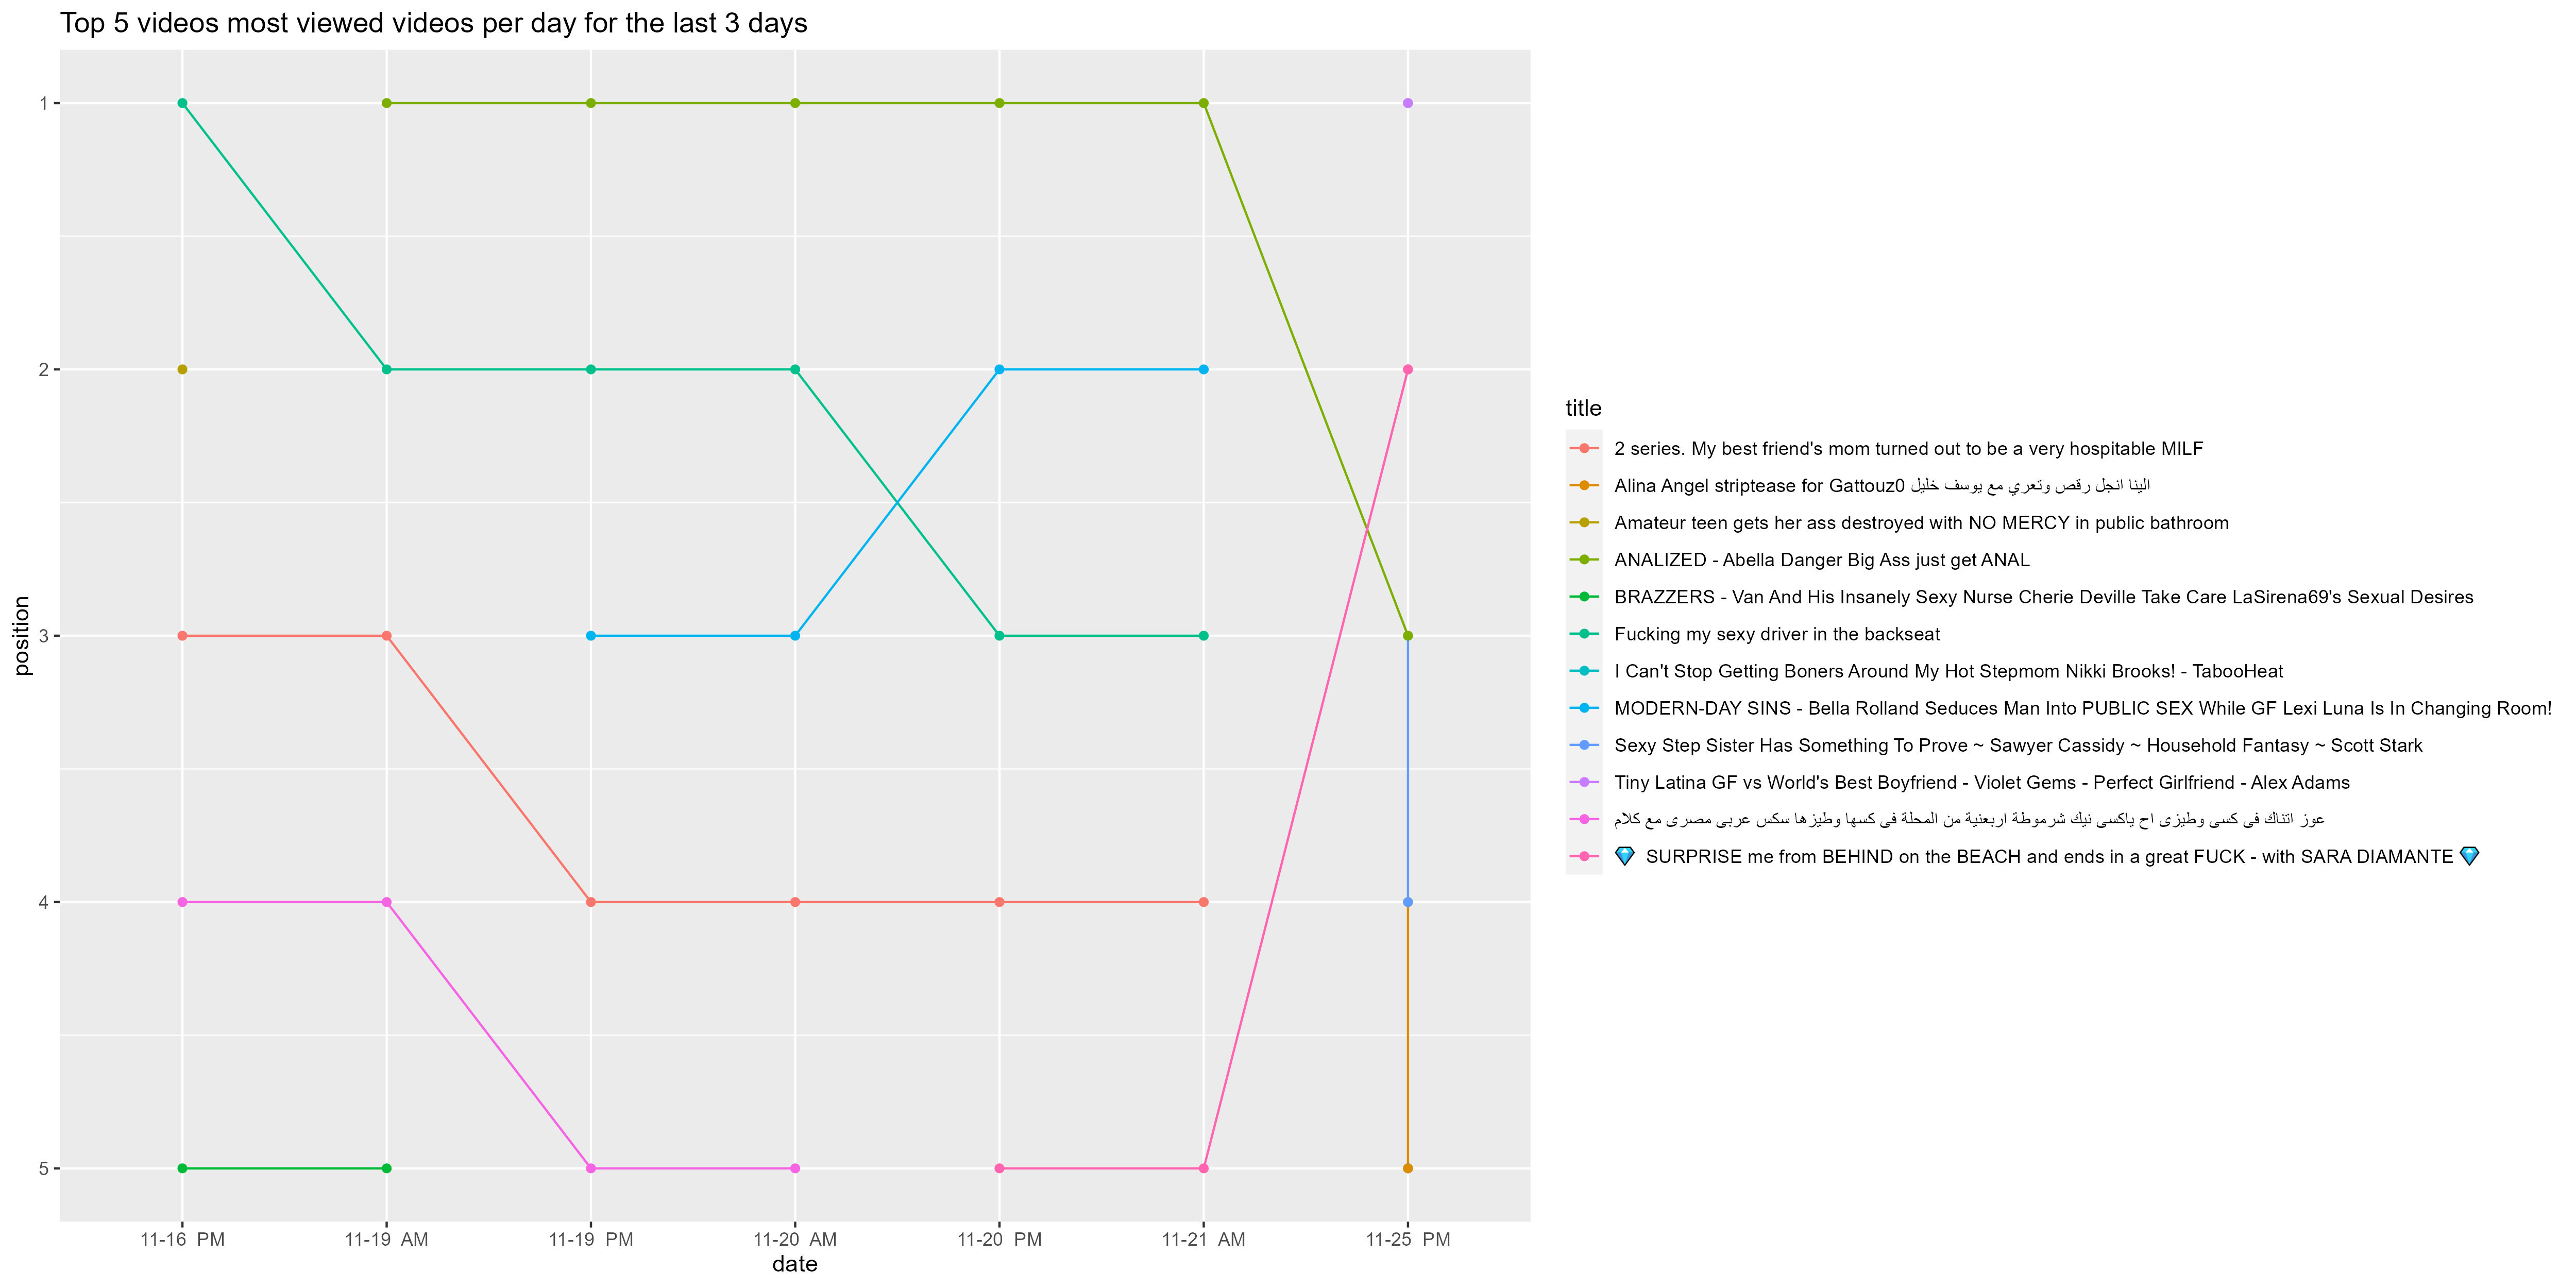 Top 5 videos most viewed videos per day for the last 3 days
position
1
2
3
4
5
11-16 PM
11-19 AM
11-19 PM
11-20 AM
11-20 PM
11-21 AM
11-25 PM
date
title
2 series. My best friend's mom turned out to be a very hospitable MILF
Alina Angel striptease for Gattouz0 الينا انجل رقص وتعري مع يوسف خليل
Amateur teen gets her ass destroyed with NO MERCY in public bathroom
ANALIZED - Abella Danger Big Ass just get ANAL
BRAZZERS - Van And His Insanely Sexy Nurse Cherie Deville Take Care LaSirena69's Sexual Desires
Fucking my sexy driver in the backseat
I Can't Stop Getting Boners Around My Hot Stepmom Nikki Brooks! - TabooHeat
MODERN-DAY SINS - Bella Rolland Seduces Man Into PUBLIC SEX While GF Lexi Luna Is In Changing Room!
Sexy Step Sister Has Something To Prove ~ Sawyer Cassidy ~ Household Fantasy ~ Scott Stark
Tiny Latina GF vs World's Best Boyfriend - Violet Gems - Perfect Girlfriend - Alex Adams
عوز اتناك فى كسى وطيزى اح ياكسى نيك شرموطة اربعنية من المحلة فى كسها وطيزها سكس عربى مصرى مع كلام
💎 SURPRISE me from BEHIND on the BEACH and ends in a great FUCK - with SARA DIAMANTE 💎